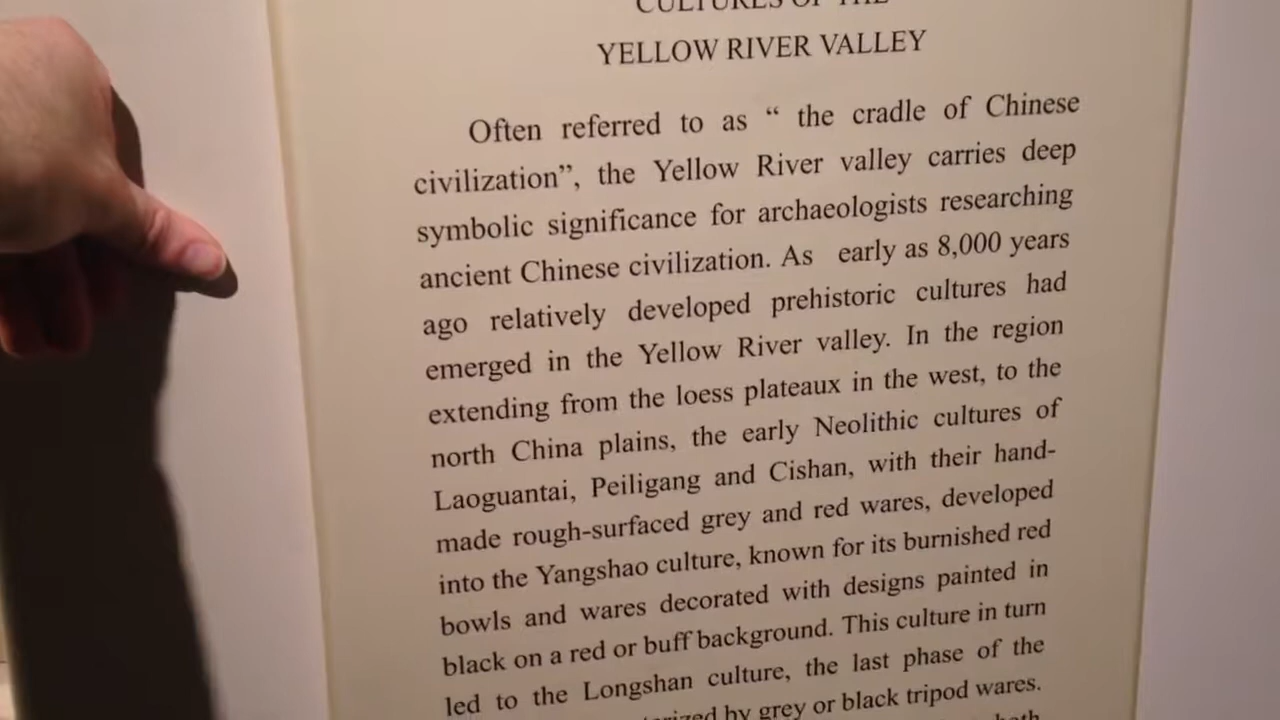 CULTURES OF THE
YELLOW RIVER VALLEY
Often referred to as “ the cradle of Chinese
civilization”, the Yellow River valley carries deep
symbolic significance for archaeologists researching
ancient Chinese civilization. As early as 8,000 years
ago relatively developed prehistoric cultures had
emerged in the Yellow River valley. In the region
extending from the loess plateaux in the west, to the
north China plains, the early Neolithic cultures of
Laoguantai, Peiligang and Cishan, with their hand-
made rough-surfaced grey and red wares, developed
into the Yangshao culture, known for its burnished red
bowls and wares decorated with designs painted in
black on a red or buff background. This culture in turn
led to the Longshan culture, the last phase of the
by grey or black tripod wares.
both